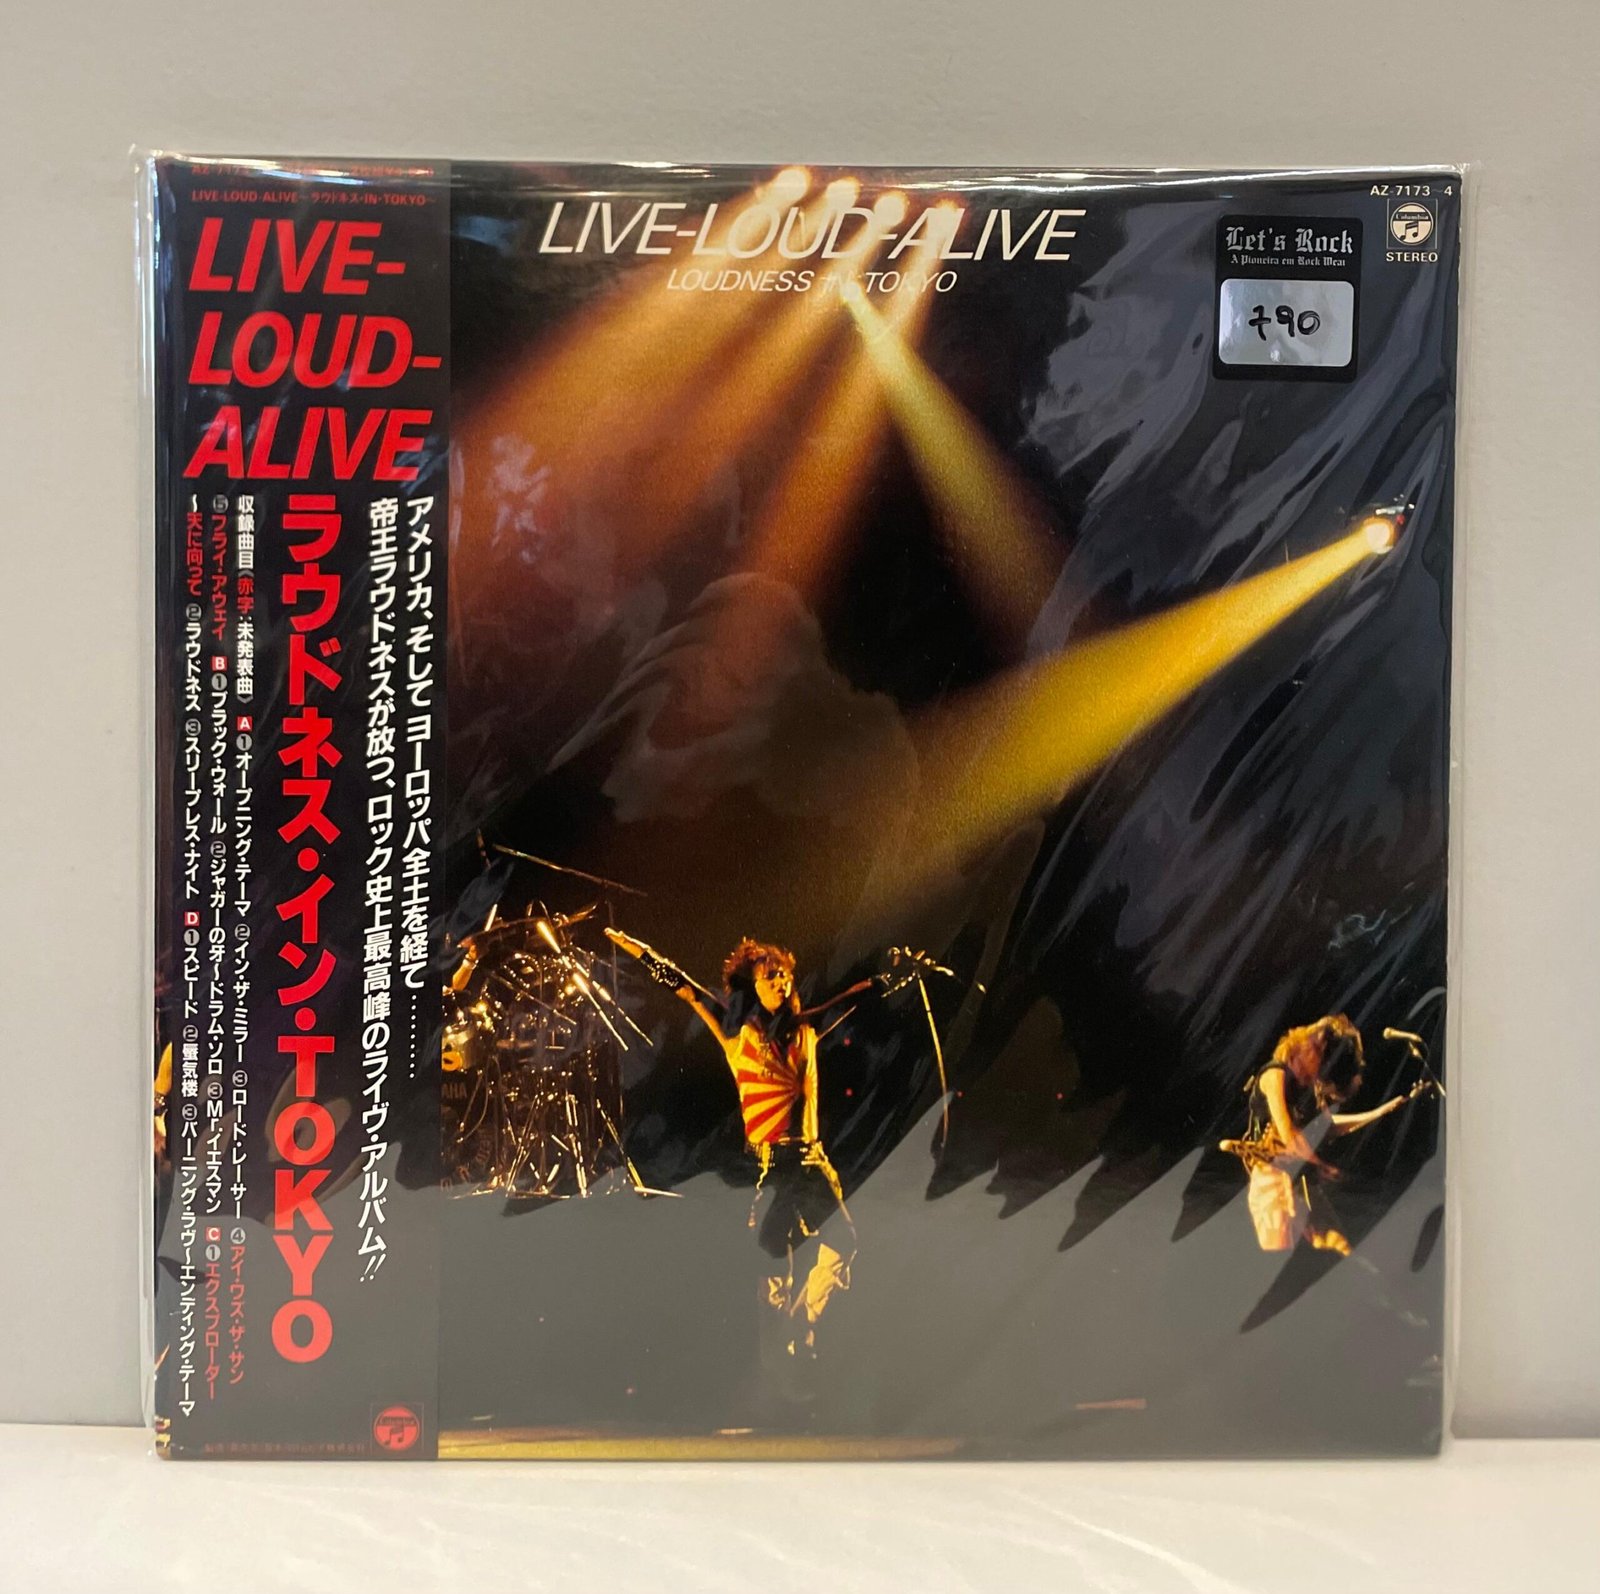 LIVE-LOUD-ALIVE〜ラウドネス・IN・TOKYO〜
LIVE-
LOUD-
ALIVE
アメリカ、そしてヨーロッパ全土を経て………
帝王ラウドネスが放つ、ロック史上最高峰のライヴ・アルバム!!
ラウドネス・イン・TOKYO
収録曲目《赤字:未発表曲》 A ①オープニング・テーマ ②イン・ザ・ミラー ③ロード・レーサー ④アイ・ワズ・ザ・サン
⑤フライ・アウェイ B ①ブラック・ウォール ②ジャガーの牙〜ドラム・ソロ ③Mr.イエスマン C ①エクスプローダー
〜天に向って ②ラウドネス ③スリープレス・ナイト D ①スピード ②蜃気楼 ③バーニング・ラヴ〜エンディング・テーマ
Columbia
LIVE-LOUD-ALIVE
LOUDNESS IN TOKYO
Let's Rock
A Pioneira em Rock Wear
790
AZ-7173~4
Columbia
STEREO